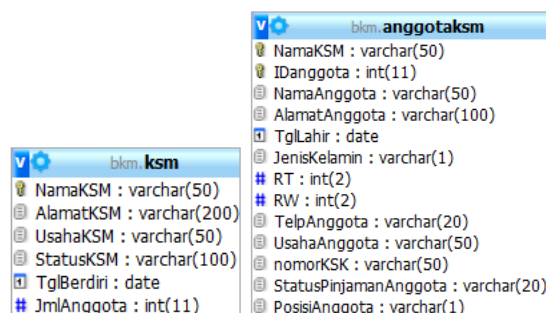 bkm.ksm
NamaKSM : varchar(50)
AlamatKSM : varchar(200)
UsahaKSM : varchar(50)
StatusKSM : varchar(100)
TglBerdiri : date
# JmlAnggota : int(11)
bkm.anggotaksm
NamaKSM : varchar(50)
IDanggota : int(11)
NamaAnggota : varchar(50)
AlamatAnggota : varchar(100)
TglLahir : date
JenisKelamin : varchar(1)
# RT : int(2)
# RW : int(2)
TelpAnggota : varchar(20)
UsahaAnggota : varchar(50)
nomorKSK : varchar(50)
StatusPinjamanAnggota : varchar(20)
PosisiAnggota : varchar(1)